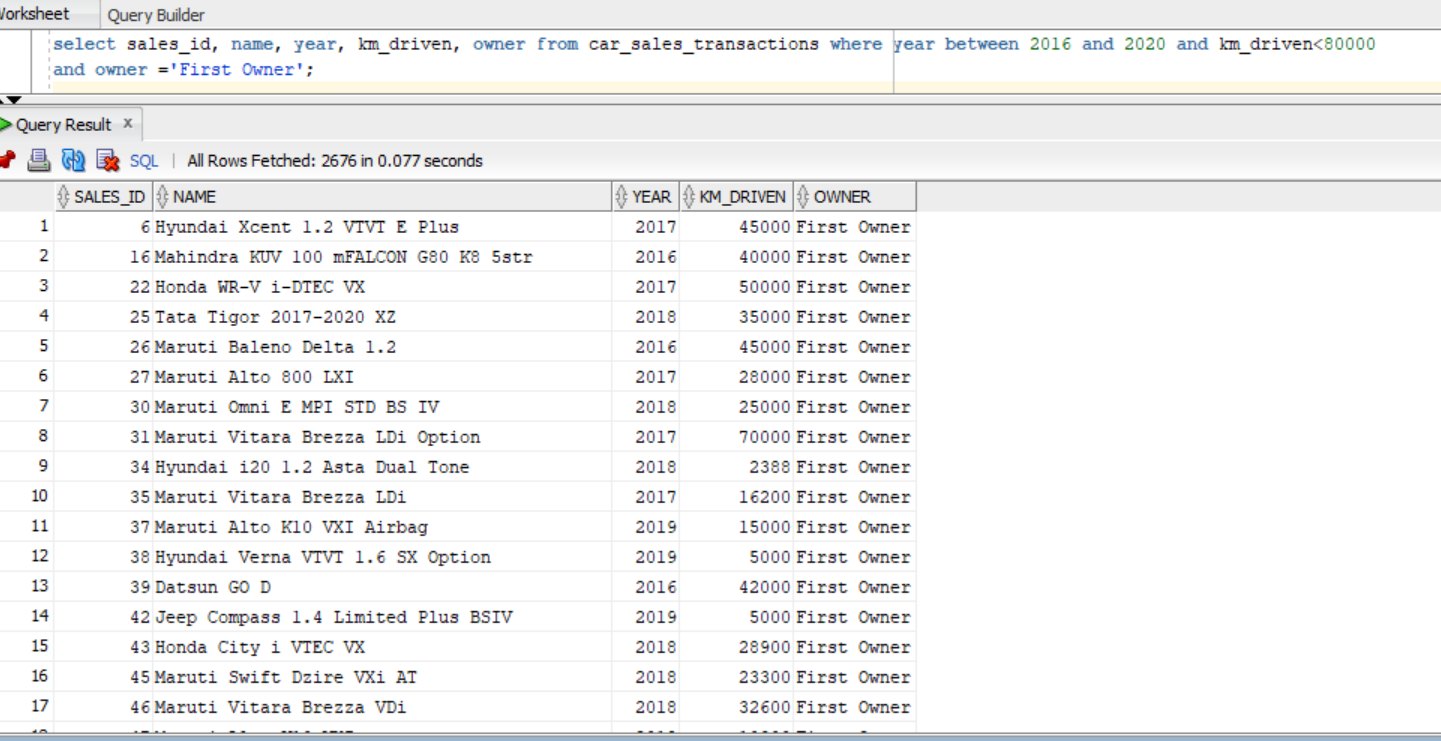 Worksheet Query Builder
select sales_id, name, year, km_driven, owner from car_sales_transactions where year between 2016 and 2020 and km_driven<80000
and owner ='First Owner';
Query Result x
SQL | All Rows Fetched: 2676 in 0.077 seconds
SALES_ID NAME YEAR KM_DRIVEN OWNER
1 6 Hyundai Xcent 1.2 VTVT E Plus 2017 45000 First Owner
2 16 Mahindra KUV 100 mFALCON G80 K8 5str 2016 40000 First Owner
3 22 Honda WR-V i-DTEC VX 2017 50000 First Owner
4 25 Tata Tigor 2017-2020 XZ 2018 35000 First Owner
5 26 Maruti Baleno Delta 1.2 2016 45000 First Owner
6 27 Maruti Alto 800 LXI 2017 28000 First Owner
7 30 Maruti Omni E MPI STD BS IV 2018 25000 First Owner
8 31 Maruti Vitara Brezza LDi Option 2017 70000 First Owner
9 34 Hyundai i20 1.2 Asta Dual Tone 2018 2388 First Owner
10 35 Maruti Vitara Brezza LDi 2017 16200 First Owner
11 37 Maruti Alto K10 VXI Airbag 2019 15000 First Owner
12 38 Hyundai Verna VTVT 1.6 SX Option 2019 5000 First Owner
13 39 Datsun GO D 2016 42000 First Owner
14 42 Jeep Compass 1.4 Limited Plus BSIV 2019 5000 First Owner
15 43 Honda City i VTEC VX 2018 28900 First Owner
16 45 Maruti Swift Dzire VXi AT 2018 23300 First Owner
17 46 Maruti Vitara Brezza VDi 2018 32600 First Owner